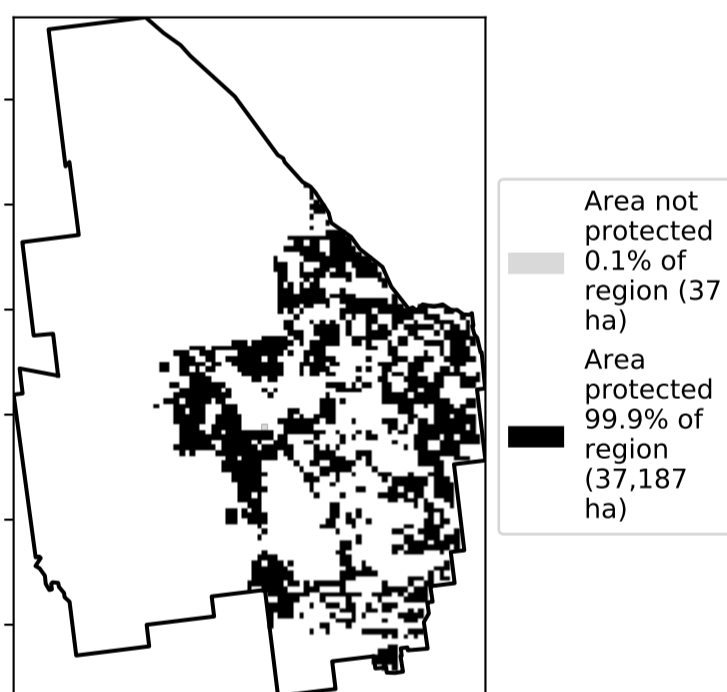 Area not
protected
0.1% of
region (37
ha)
Area
protected
99.9% of
region
(37,187
ha)